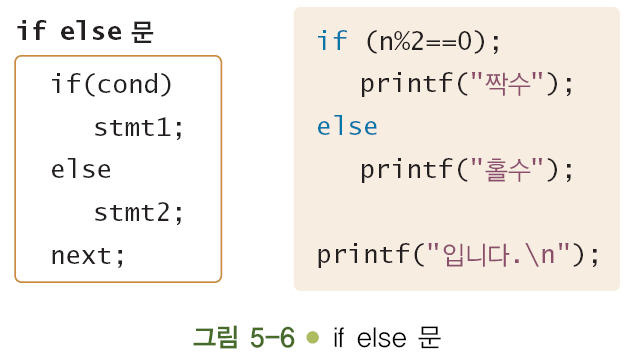 if else 문
if(cond)
stmt1;
else
stmt2;
next;
if (n%2==0);
printf("짝수");
else
printf("홀수");
printf("입니다.\n");
그림 5-6 ● if else 문